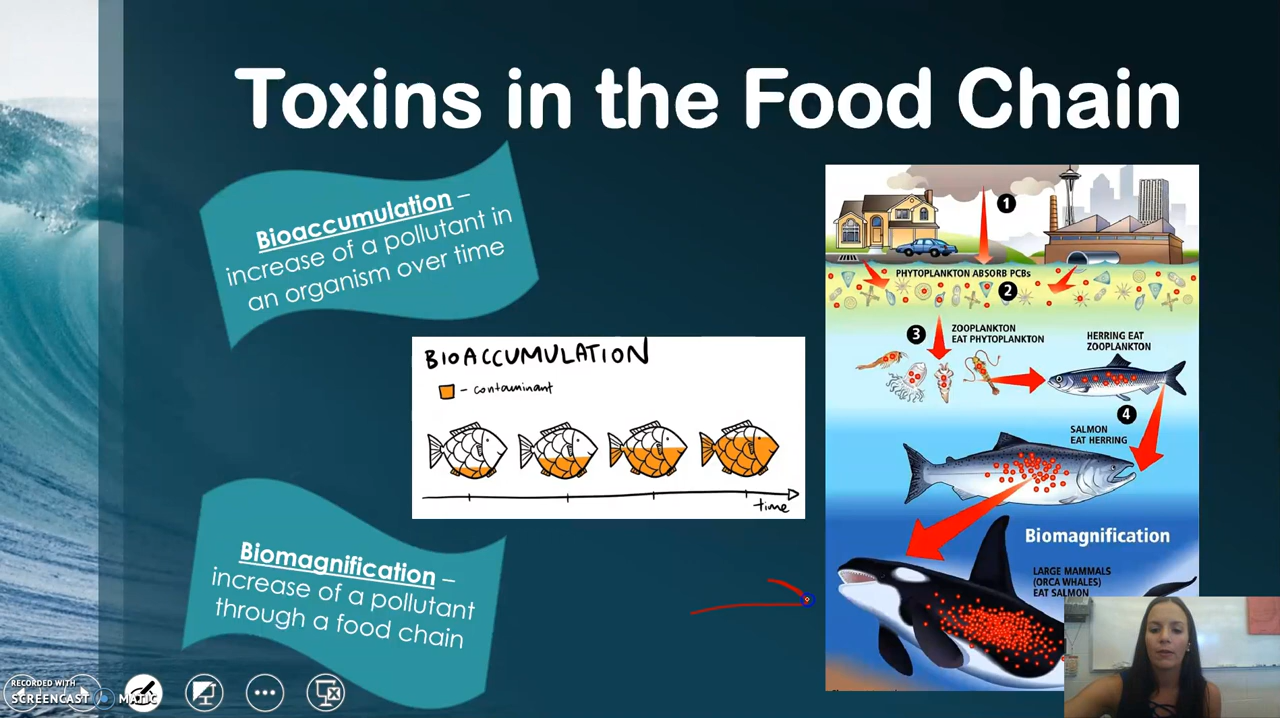 Toxins in the Food Chain
Bioaccumulation –
increase of a pollutant in
an organism over time
BIOACCUMULATION
- contaminant
time
Biomagnification –
increase of a pollutant
through a food chain
1
PHYTOPLANKTON ABSORB PCBs
2
3
ZOOPLANKTON
EAT PHYTOPLANKTON
HERRING EAT
ZOOPLANKTON
4
SALMON
EAT HERRING
Biomagnification
LARGE MAMMALS
(ORCA WHALES)
EAT SALMON
RECORDED WITH
SCREENCAST MATIC